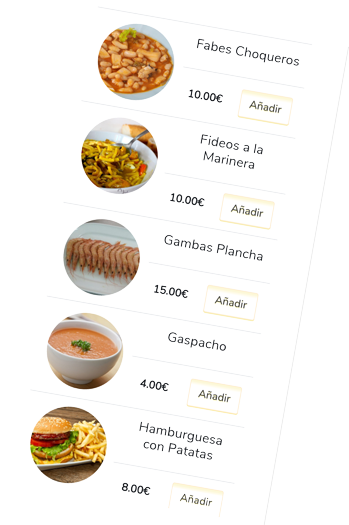 Fabes Choqueros
10.00€
Añadir
Fideos a la
Marinera
10.00€
Añadir
Gambas Plancha
15.00€
Añadir
Gaspacho
4.00€
Añadir
Hamburguesa
con Patatas
8.00€
Añadir